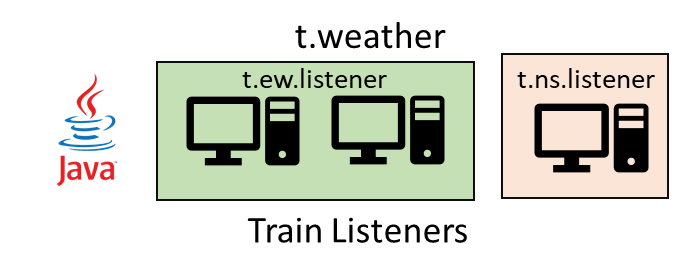 t.weather
t.ew.listener
t.ns.listener
Java
Train Listeners